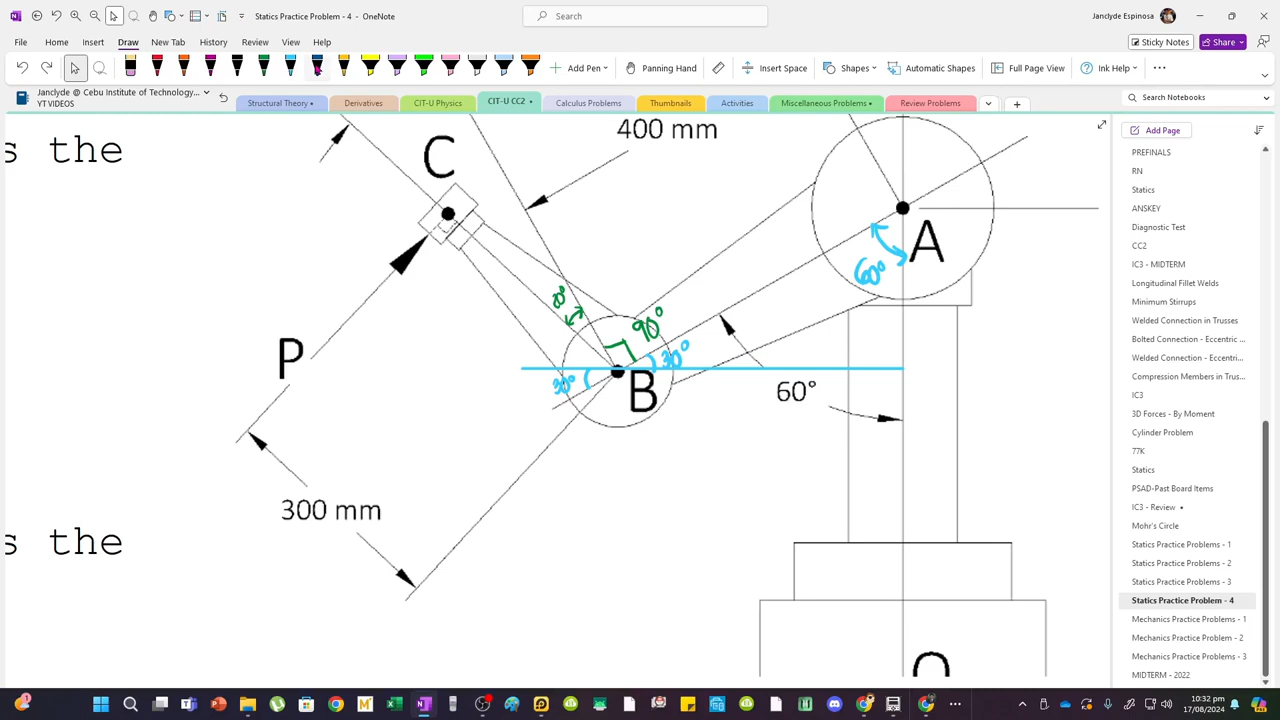 Statics Practice Problem - 4 - OneNote
Search
Janclyde Espinosa
File
Home
Insert
Draw
New Tab
History
Review
View
Help
Sticky Notes
Share
Add Pen
Panning Hand
Insert Space
Shapes
Automatic Shapes
Full Page View
Ink Help
Janclyde @ Cebu Institute of Technology...
YT VIDEOS
Structural Theory
Derivatives
CIT-U Physics
CIT-U CC2
Calculus Problems
Thumbnails
Activities
Miscellaneous Problems
Review Problems
Search Notebooks
Add Page
PREFINALS
RN
Statics
ANSKEY
Diagnostic Test
CC2
IC3 - MIDTERM
Longitudinal Fillet Welds
Minimum Stirrups
Welded Connection in Trusses
Bolted Connection - Eccentric ...
Welded Connection - Eccentri...
Compression Members in Trus...
IC3
3D Forces - By Moment
Cylinder Problem
77K
Statics
PSAD-Past Board Items
IC3 - Review
Mohr's Circle
Statics Practice Problems - 1
Statics Practice Problems - 2
Statics Practice Problems - 3
Statics Practice Problem - 4
Mechanics Practice Problems - 1
Mechanics Practice Problem - 2
Mechanics Practice Problems - 3
MIDTERM - 2022
s the
400 mm
C
A
60°
20°
90°
30°
P
30°
B
60°
300 mm
s the
10:32 pm
17/08/2024